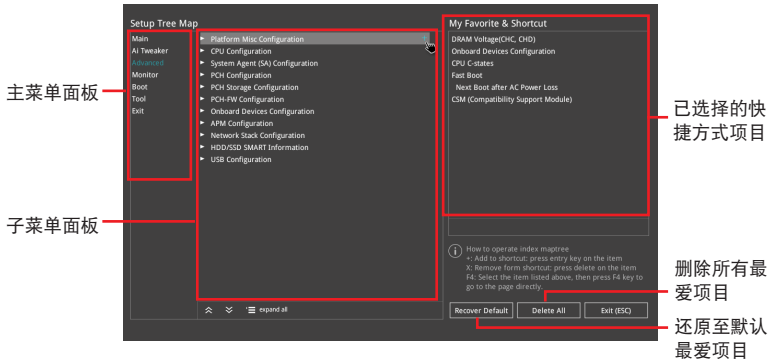 Setup Tree Map
Main
Ai Tweaker
Advanced
Monitor
Boot
Tool
Exit
Platform Misc Configuration
CPU Configuration
System Agent (SA) Configuration
PCH Configuration
PCH Storage Configuration
PCH-FW Configuration
Onboard Devices Configuration
APM Configuration
Network Stack Configuration
HDD/SSD SMART Information
USB Configuration
expand all
My Favorite & Shortcut
DRAM Voltage(CHC, CHD)
Onboard Devices Configuration
CPU C-states
Fast Boot
Next Boot after AC Power Loss
CSM (Compatibility Support Module)
How to operate index maptree
+: Add to shortcut: press entry key on the item
X: Remove form shortcut: press delete on the item
F4: Select the item listed above, then press F4 key to
go to the page directly.
Recover Default
Delete All
Exit (ESC)
主菜单面板
子菜单面板
已选择的快
捷方式项目
删除所有最
爱项目
还原至默认
最爱项目